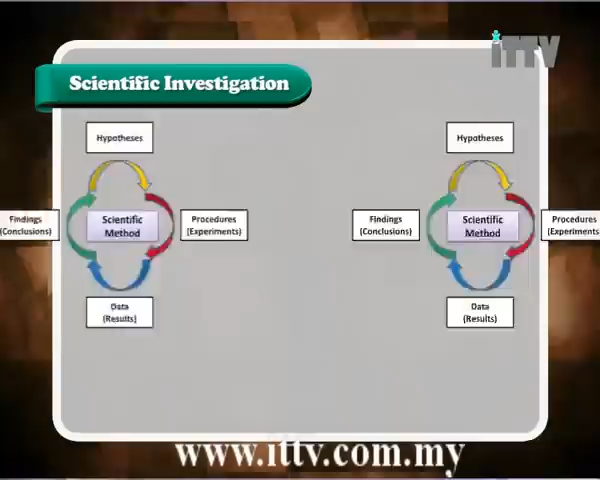 iTTV
Scientific Investigation
Hypotheses
Findings
(Conclusions)
Scientific
Method
Procedures
(Experiments)
Data
(Results)
Hypotheses
Findings
(Conclusions)
Scientific
Method
Procedures
(Experiments)
Data
(Results)
www.ittv.com.my